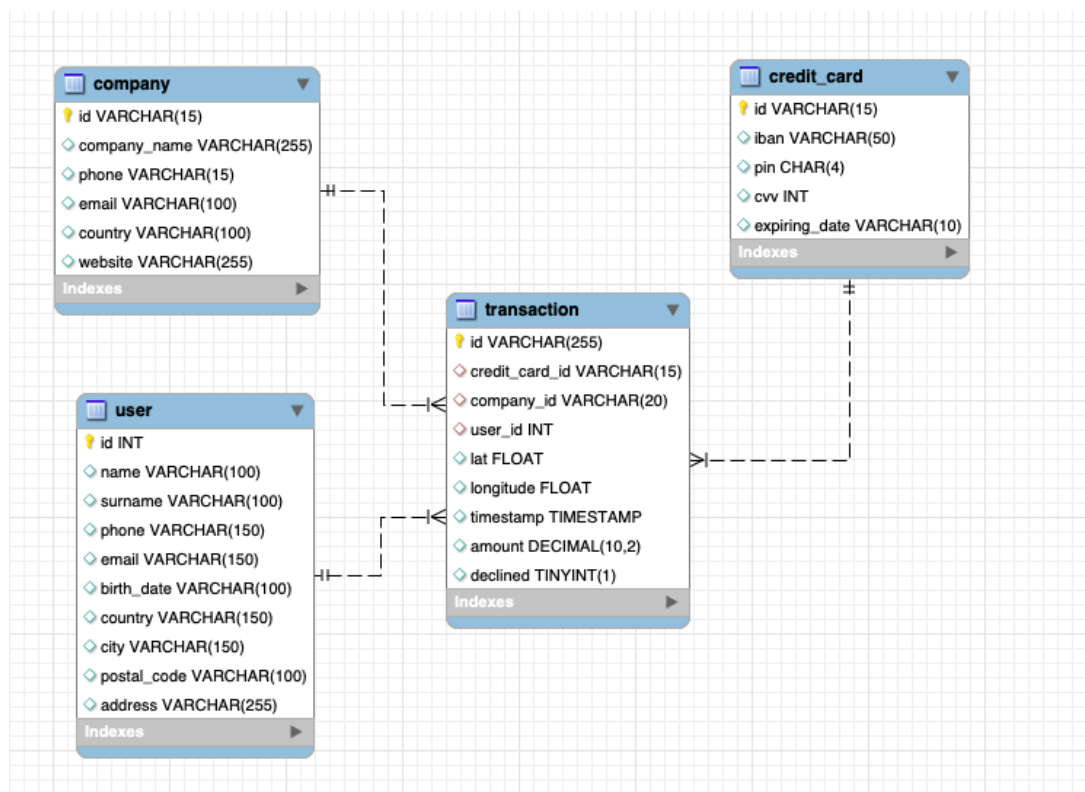 company
id VARCHAR(15)
company_name VARCHAR(255)
phone VARCHAR(15)
email VARCHAR(100)
country VARCHAR(100)
website VARCHAR(255)
Indexes
credit_card
id VARCHAR(15)
iban VARCHAR(50)
pin CHAR(4)
cvv INT
expiring_date VARCHAR(10)
Indexes
transaction
id VARCHAR(255)
credit_card_id VARCHAR(15)
company_id VARCHAR(20)
user_id INT
lat FLOAT
longitude FLOAT
timestamp TIMESTAMP
amount DECIMAL(10,2)
declined TINYINT(1)
Indexes
user
id INT
name VARCHAR(100)
surname VARCHAR(100)
phone VARCHAR(150)
email VARCHAR(150)
birth_date VARCHAR(100)
country VARCHAR(150)
city VARCHAR(150)
postal_code VARCHAR(100)
address VARCHAR(255)
Indexes